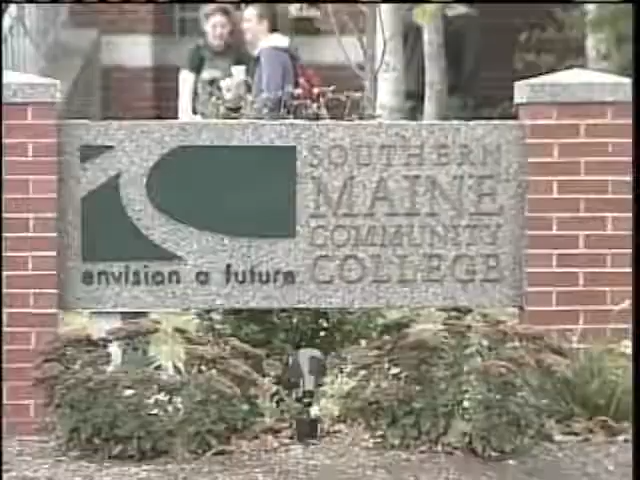 SOUTHERN
MAINE
COMMUNITY
COLLEGE
envision a future